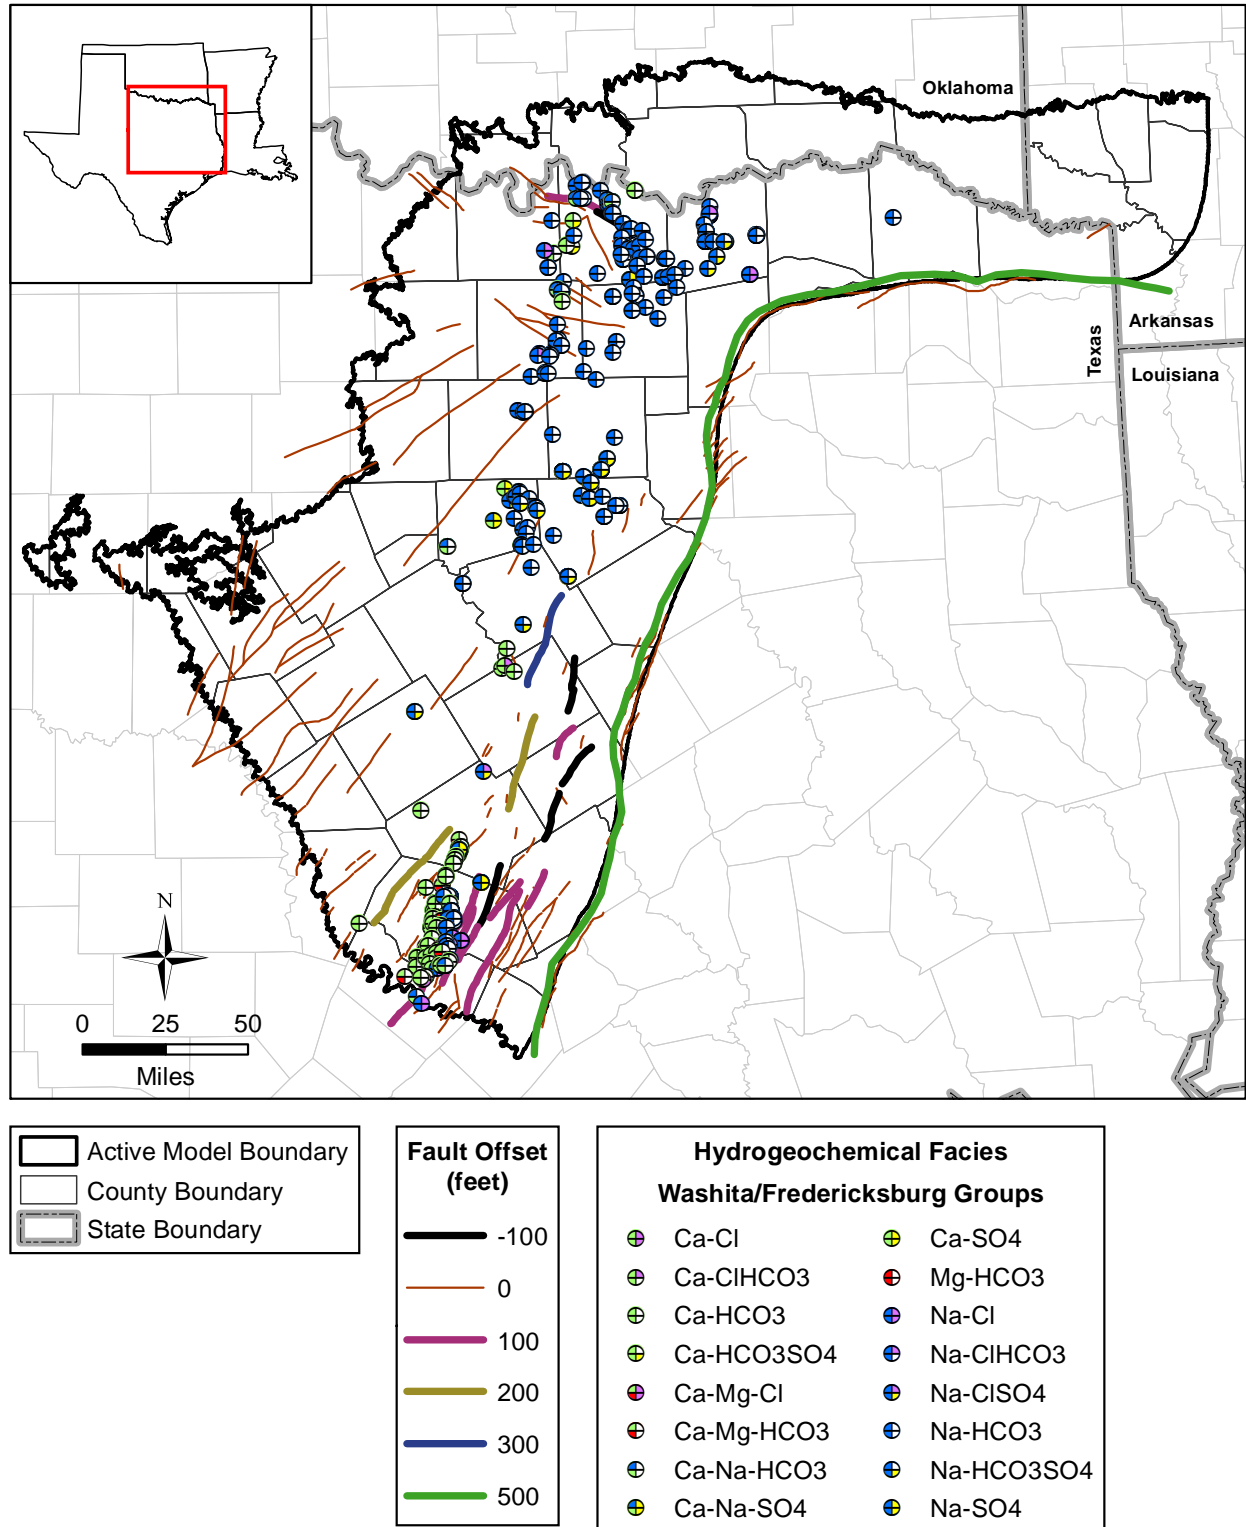 Oklahoma
Arkansas
Texas
Louisiana
N
0 25 50
Miles
Active Model Boundary
County Boundary
State Boundary
Fault Offset
(feet)
-100
0
100
200
300
500
Hydrogeochemical Facies
Washita/Fredericksburg Groups
Ca-Cl
Ca-ClHCO3
Ca-HCO3
Ca-HCO3SO4
Ca-Mg-Cl
Ca-Mg-HCO3
Ca-Na-HCO3
Ca-Na-SO4
Ca-SO4
Mg-HCO3
Na-Cl
Na-ClHCO3
Na-ClSO4
Na-HCO3
Na-HCO3SO4
Na-SO4